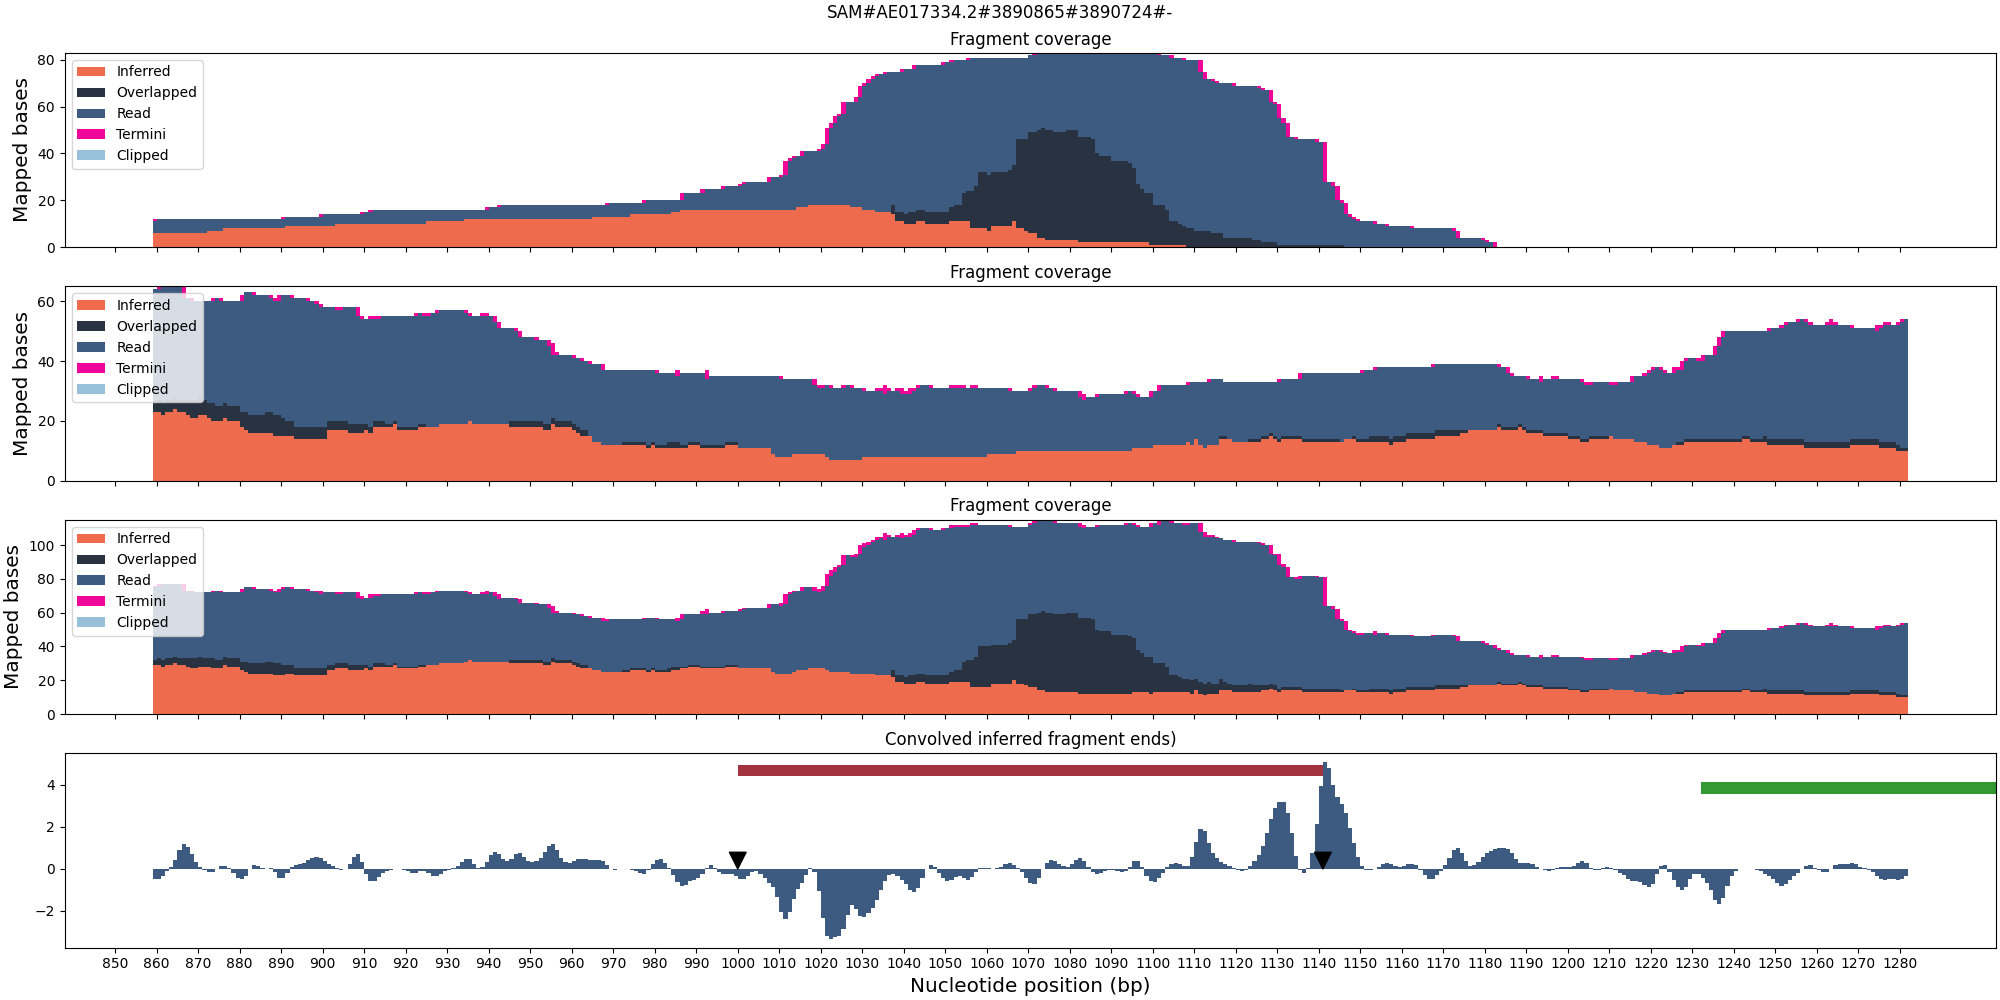 SAM#AE017334.2#3890865#3890724#-
Fragment coverage
Mapped bases
80
60
40
20
0
Inferred
Overlapped
Read
Termini
Clipped
Fragment coverage
Mapped bases
60
40
20
0
Inferred
Overlapped
Read
Termini
Clipped
Fragment coverage
Mapped bases
100
80
60
40
20
0
Inferred
Overlapped
Read
Termini
Clipped
Convolved inferred fragment ends)
4
2
0
−2
850 860 870 880 890 900 910 920 930 940 950 960 970 980 990 1000 1010 1020 1030 1040 1050 1060 1070 1080 1090 1100 1110 1120 1130 1140 1150 1160 1170 1180 1190 1200 1210 1220 1230 1240 1250 1260 1270 1280
Nucleotide position (bp)